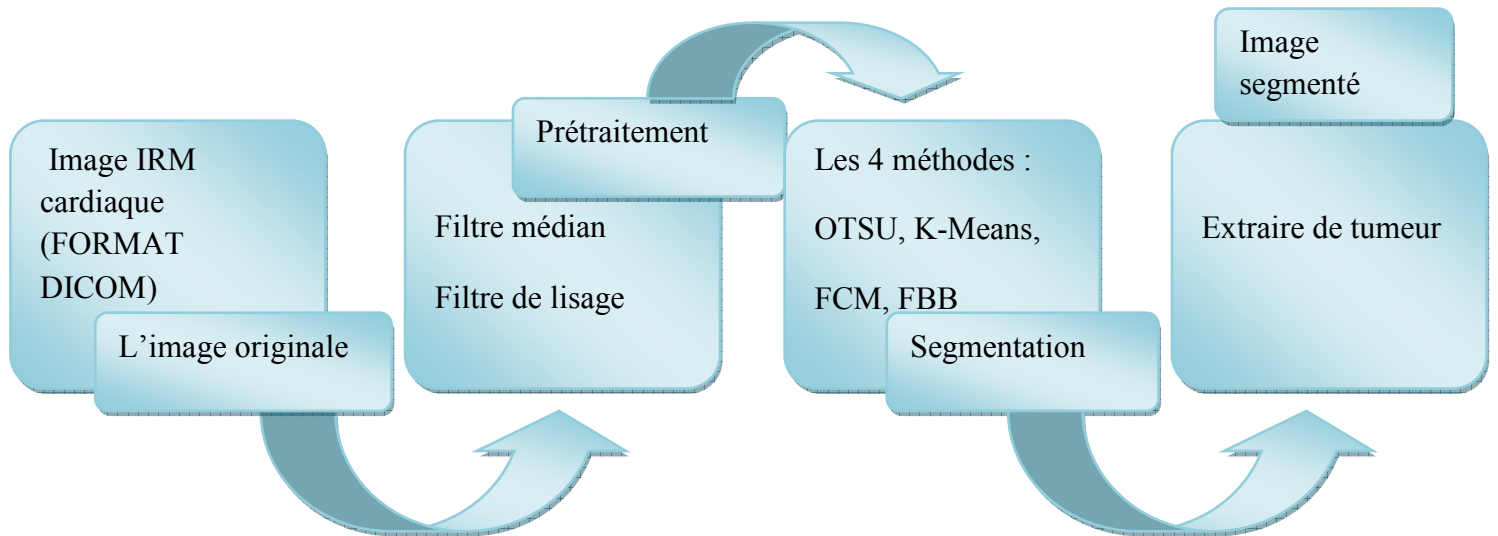 Image IRM
cardiaque
(FORMAT
DICOM)
L’image originale
Prétraitement
Filtre médian
Filtre de lisage
Les 4 méthodes :
OTSU, K-Means,
FCM, FBB
Segmentation
Image
segmenté
Extraire de tumeur